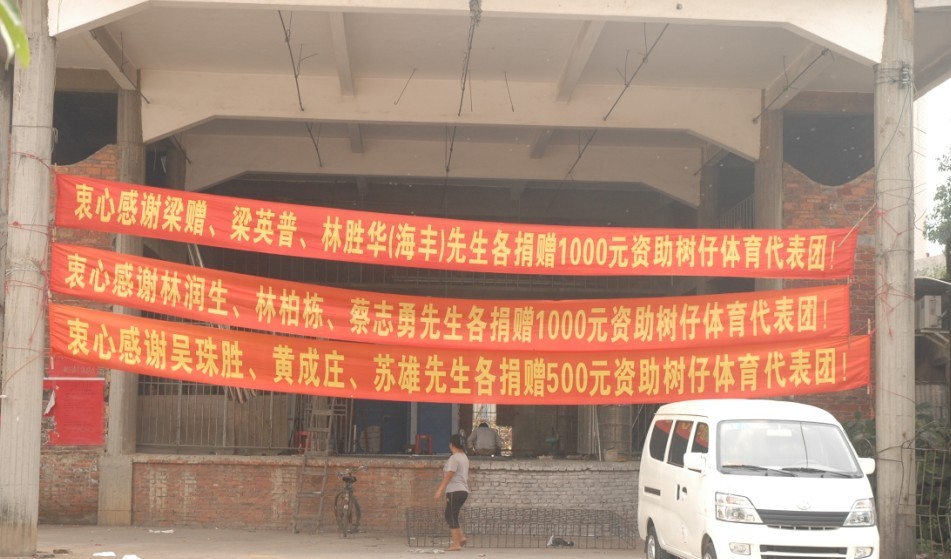 衷心感谢梁赠、梁英普、林胜华(海丰)先生各捐赠1000元资助树仔体育代表团！
衷心感谢林润生、林柏栋、蔡志勇先生各捐赠1000元资助树仔体育代表团！
衷心感谢吴珠胜、黄成庄、苏雄先生各捐赠500元资助树仔体育代表团！